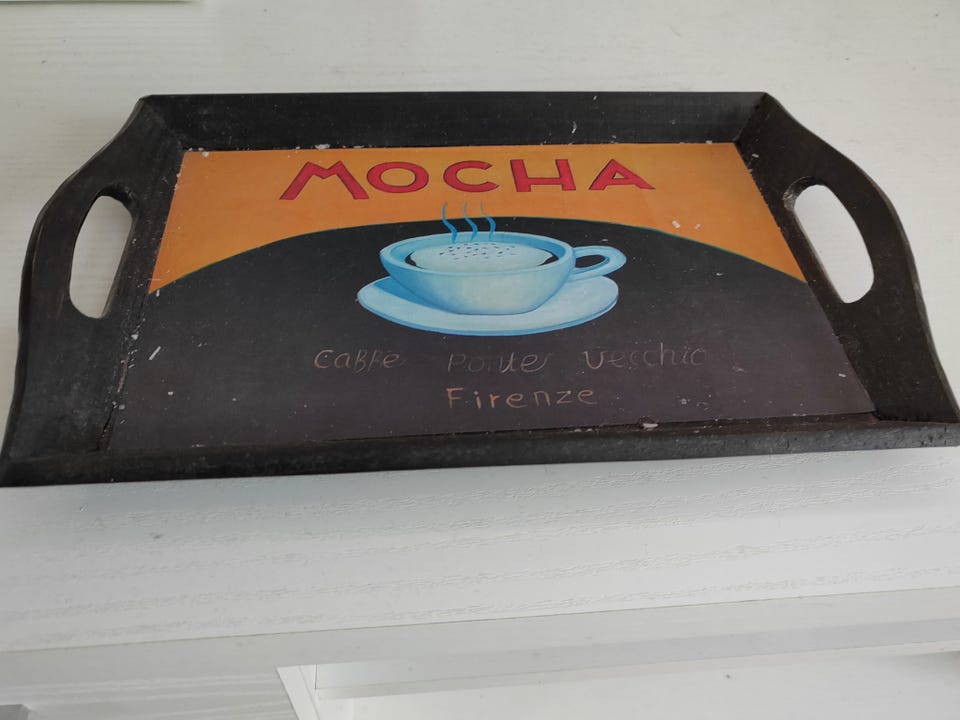 MOCHA
Caffe Ponte Vecchio
Firenze